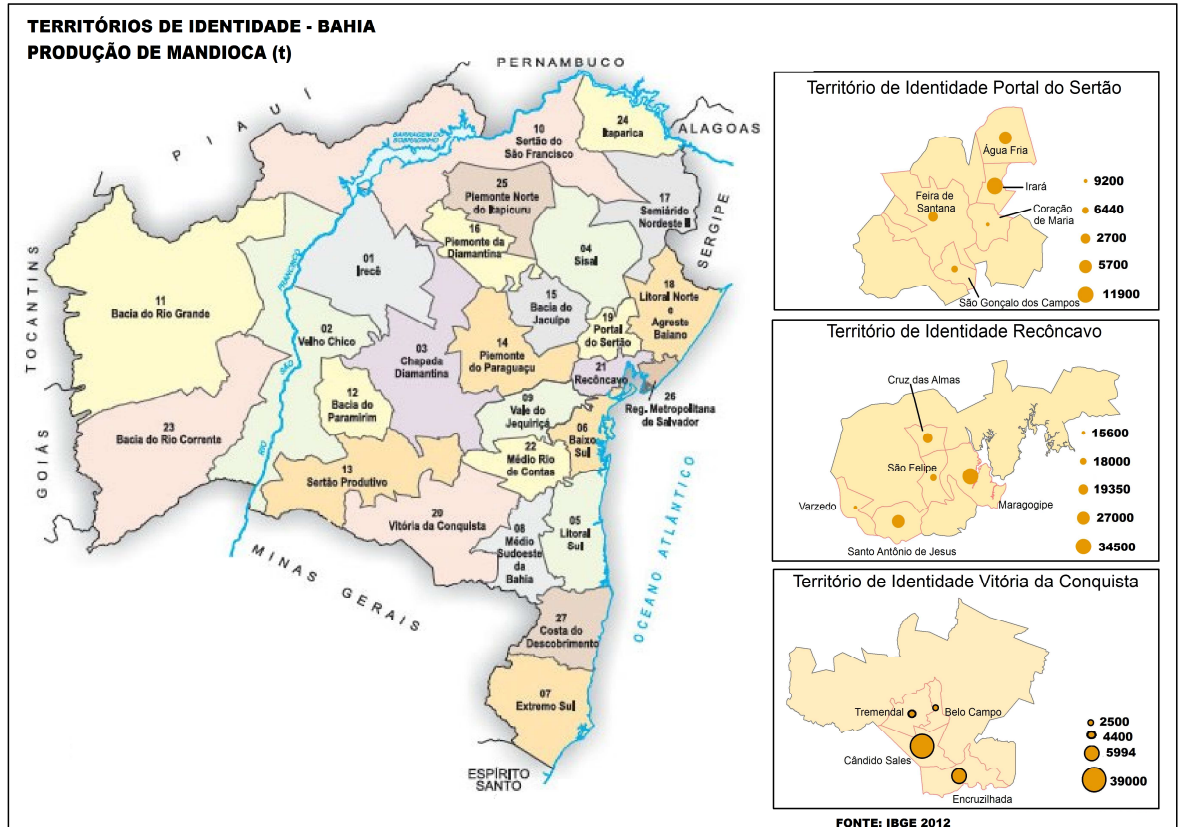 TERRITÓRIOS DE IDENTIDADE - BAHIA
PRODUÇÃO DE MANDIOCA (t)
PERNAMBUCO
PIAUI
ALAGOAS
SERGIPE
TOCANTINS
GOIÁS
MINAS GERAIS
ESPÍRITO
SANTO
OCEANO ATLÂNTICO
BARRAGEM DO
SOBRADINHO
RIO
SÃO
FRANCISCO
24
Itaparica
10
Sertão do
São Francisco
25
Piemonte Norte
do Itapicuru
17
Semiárido
Nordeste II
16
Piemonte da
Diamantina
04
Sisal
01
Irecê
11
Bacia do Rio Grande
15
Bacia do
Jacuípe
18
Litoral Norte
e
Agreste
Baiano
19
Portal
do Sertão
02
Velho Chico
03
Chapada
Diamantina
14
Piemonte
do Paraguaçu
21
Recôncavo
26
Reg. Metropolitana
de Salvador
12
Bacia do
Paramirim
09
Vale do
Jequiriçá
06
Baixo
Sul
23
Bacia do Rio Corrente
22
Médio Rio
de Contas
13
Sertão Produtivo
20
Vitória da Conquista
08
Médio
Sudoeste
da
Bahia
05
Litoral
Sul
27
Costa do
Descobrimento
07
Extremo Sul
Território de Identidade Portal do Sertão
Água Fria
Irará
Feira de
Santana
Coração
de Maria
São Gonçalo dos Campos
9200
6440
2700
5700
11900
Território de Identidade Recôncavo
Cruz das Almas
São Felipe
Maragogipe
Varzedo
Santo Antônio de Jesus
15600
18000
19350
27000
34500
Território de Identidade Vitória da Conquista
Tremendal
Belo Campo
Cândido Sales
Encruzilhada
2500
4400
5994
39000
FONTE: IBGE 2012